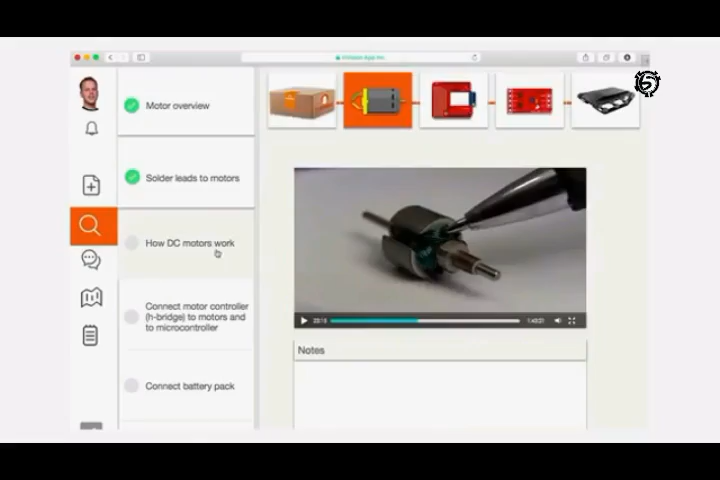 Motor overview
Solder leads to motors
How DC motors work
Connect motor controller
(h-bridge) to motors and
to microcontroller
Connect battery pack
Notes